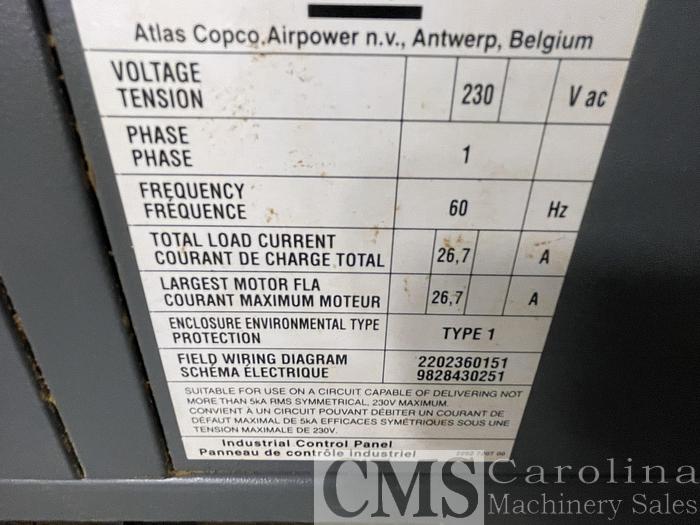 Atlas Copco Airpower n.v., Antwerp, Belgium
VOLTAGE
TENSION
230
V ac
PHASE
PHASE
1
FREQUENCY
FRÉQUENCE
60
Hz
TOTAL LOAD CURRENT
COURANT DE CHARGE TOTAL
26,7
A
LARGEST MOTOR FLA
COURANT MAXIMUM MOTEUR
26,7
A
ENCLOSURE ENVIRONMENTAL TYPE
PROTECTION
TYPE 1
FIELD WIRING DIAGRAM
SCHÉMA ÉLECTRIQUE
2202360151
9828430251
SUITABLE FOR USE ON A CIRCUIT CAPABLE OF DELIVERING NOT
MORE THAN 5kA RMS SYMMETRICAL, 230V MAXIMUM.
CONVIENT À UN CIRCUIT POUVANT DÉBITER UN COURANT DE
DÉFAUT MAXIMAL DE 5kA EFFICACES SYMÉTRIQUES SOUS UNE
TENSION MAXIMALE DE 230V.
Industrial Control Panel
Panneau de contrôle industriel
CMS Carolina
Machinery Sales